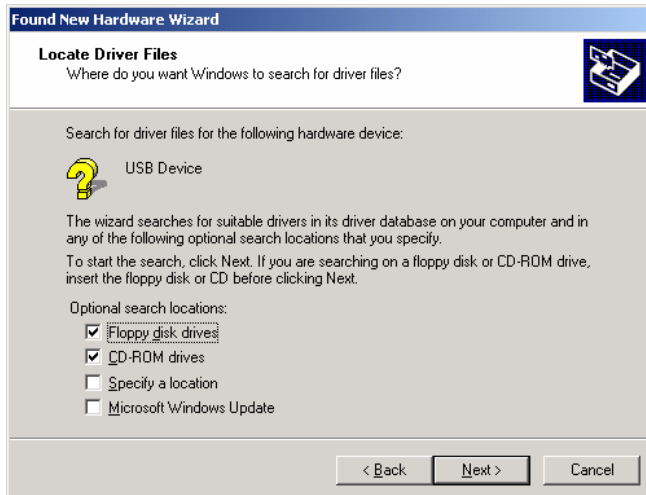 Found New Hardware Wizard
Locate Driver Files
Where do you want Windows to search for driver files?
Search for driver files for the following hardware device:
USB Device
The wizard searches for suitable drivers in its driver database on your computer and in
any of the following optional search locations that you specify.
To start the search, click Next. If you are searching on a floppy disk or CD-ROM drive,
insert the floppy disk or CD before clicking Next.
Optional search locations:
Floppy disk drives
CD-ROM drives
Specify a location
Microsoft Windows Update
< Back Next > Cancel